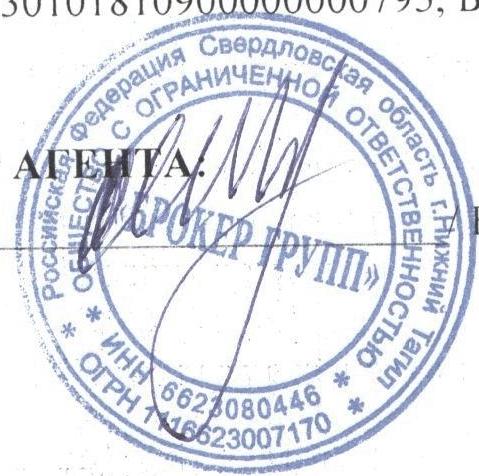 30101810900000000795, В
АГЕНТА:
* Российская Федерация Свердловская область г.Нижний Тагил *
ОБЩЕСТВО С ОГРАНИЧЕННОЙ ОТВЕТСТВЕННОСТЬЮ
«БРОКЕР ГРУПП»
* ИНН 6623080446 *
ОГРН 1116623007170